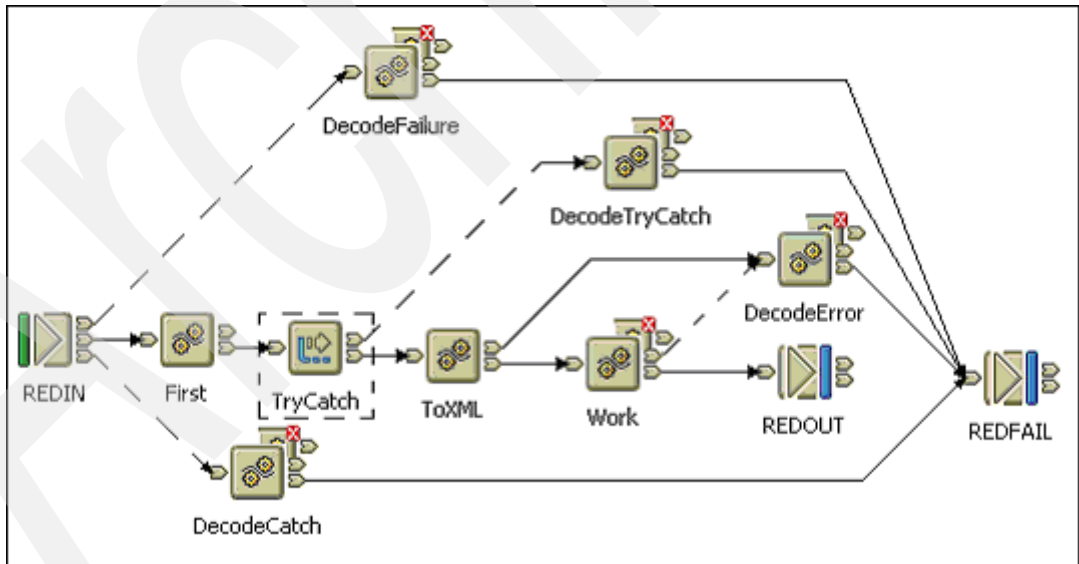 DecodeFailure
DecodeTryCatch
DecodeError
REDIN
First
TryCatch
ToXML
Work
REDOUT
REDFAIL
DecodeCatch